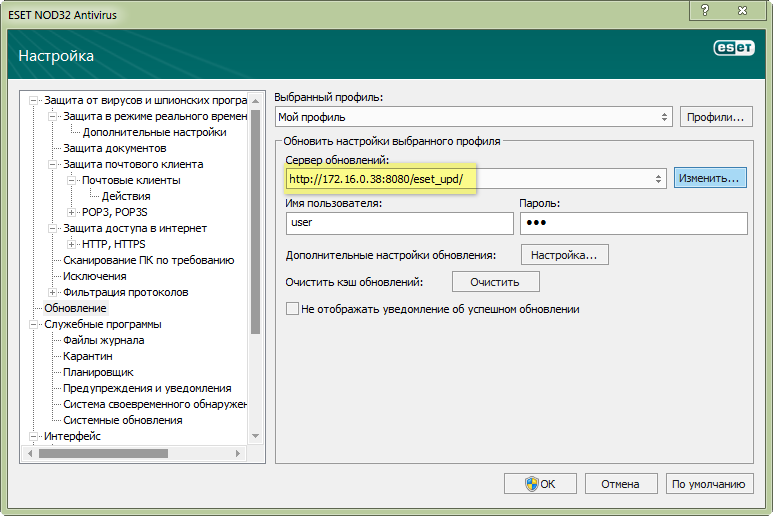 ESET NOD32 Antivirus
?
Настройка
eset
Защита от вирусов и шпионских програ
Защита в режиме реального времен
Дополнительные настройки
Защита документов
Защита почтового клиента
Почтовые клиенты
Действия
POP3, POP3S
Защита доступа в интернет
HTTP, HTTPS
Сканирование ПК по требованию
Исключения
Фильтрация протоколов
Обновление
Служебные программы
Файлы журнала
Карантин
Планировщик
Предупреждения и уведомления
Система своевременного обнаружен
Системные обновления
Интерфейс
Выбранный профиль:
Мой профиль
Профили...
Обновить настройки выбранного профиля
Сервер обновлений:
http://172.16.0.38:8080/eset_upd/
Изменить...
Имя пользователя:
Пароль:
user
•••
Дополнительные настройки обновления:
Настройка...
Очистить кэш обновлений:
Очистить
Не отображать уведомление об успешном обновлении
ОК
Отмена
По умолчанию